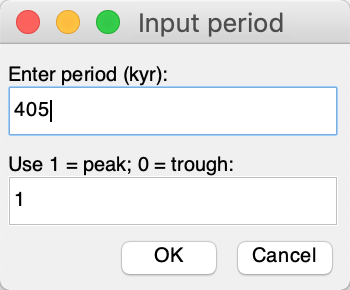 Input period
Enter period (kyr):
405
Use 1 = peak; 0 = trough:
1
OK Cancel